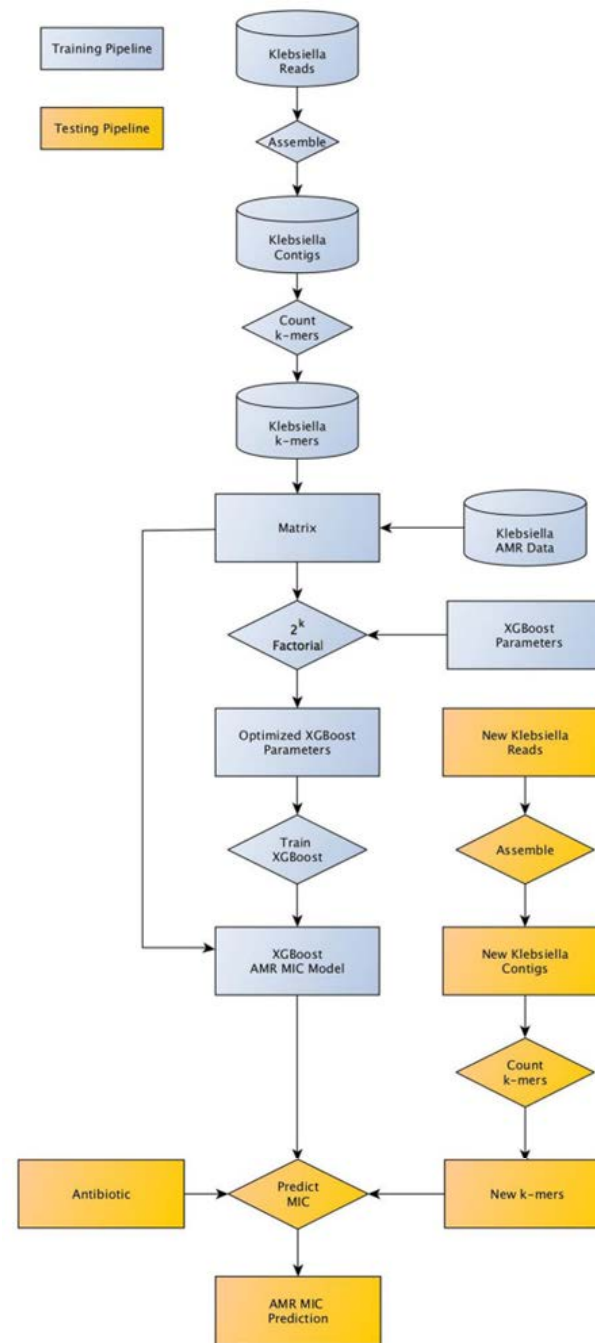 Training Pipeline
Testing Pipeline
Klebsiella
Reads
Assemble
Klebsiella
Contigs
Count
k-mers
Klebsiella
k-mers
Matrix
Klebsiella
AMR Data
2^k
Factorial
XGBoost
Parameters
Optimized XGBoost
Parameters
New Klebsiella
Reads
Train
XGBoost
Assemble
XGBoost
AMR MIC Model
New Klebsiella
Contigs
Count
k-mers
Antibiotic
Predict
MIC
New k-mers
AMR MIC
Prediction